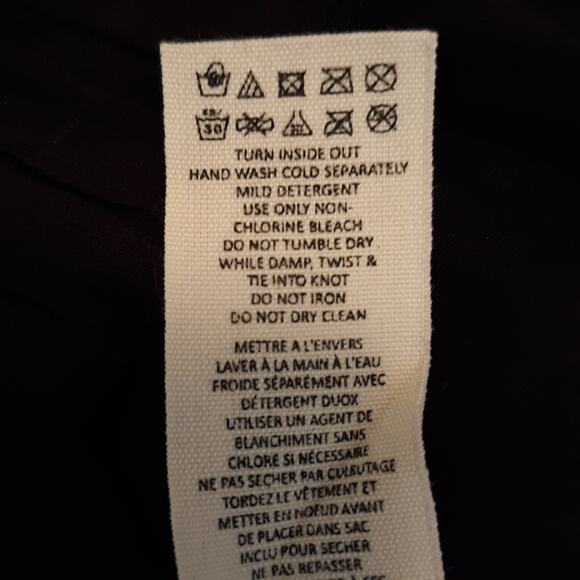 30
TURN INSIDE OUT
HAND WASH COLD SEPARATELY
MILD DETERGENT
USE ONLY NON-
CHLORINE BLEACH
DO NOT TUMBLE DRY
WHILE DAMP, TWIST &
TIE INTO KNOT
DO NOT IRON
DO NOT DRY CLEAN
METTRE A L'ENVERS
LAVER À LA MAIN À L'EAU
FROIDE SÉPARÉMENT AVEC
DÉTERGENT DUOX
UTILISER UN AGENT DE
BLANCHIMENT SANS
CHLORE SI NÉCESSAIRE
NE PAS SECHER PAR CULBUTAGE
TORDEZ LE VÊTEMENT ET
METTER EN NOEUD AVANT
DE PLACER DANS SAC
INCLU POUR SECHER
NE PAS REPASSER